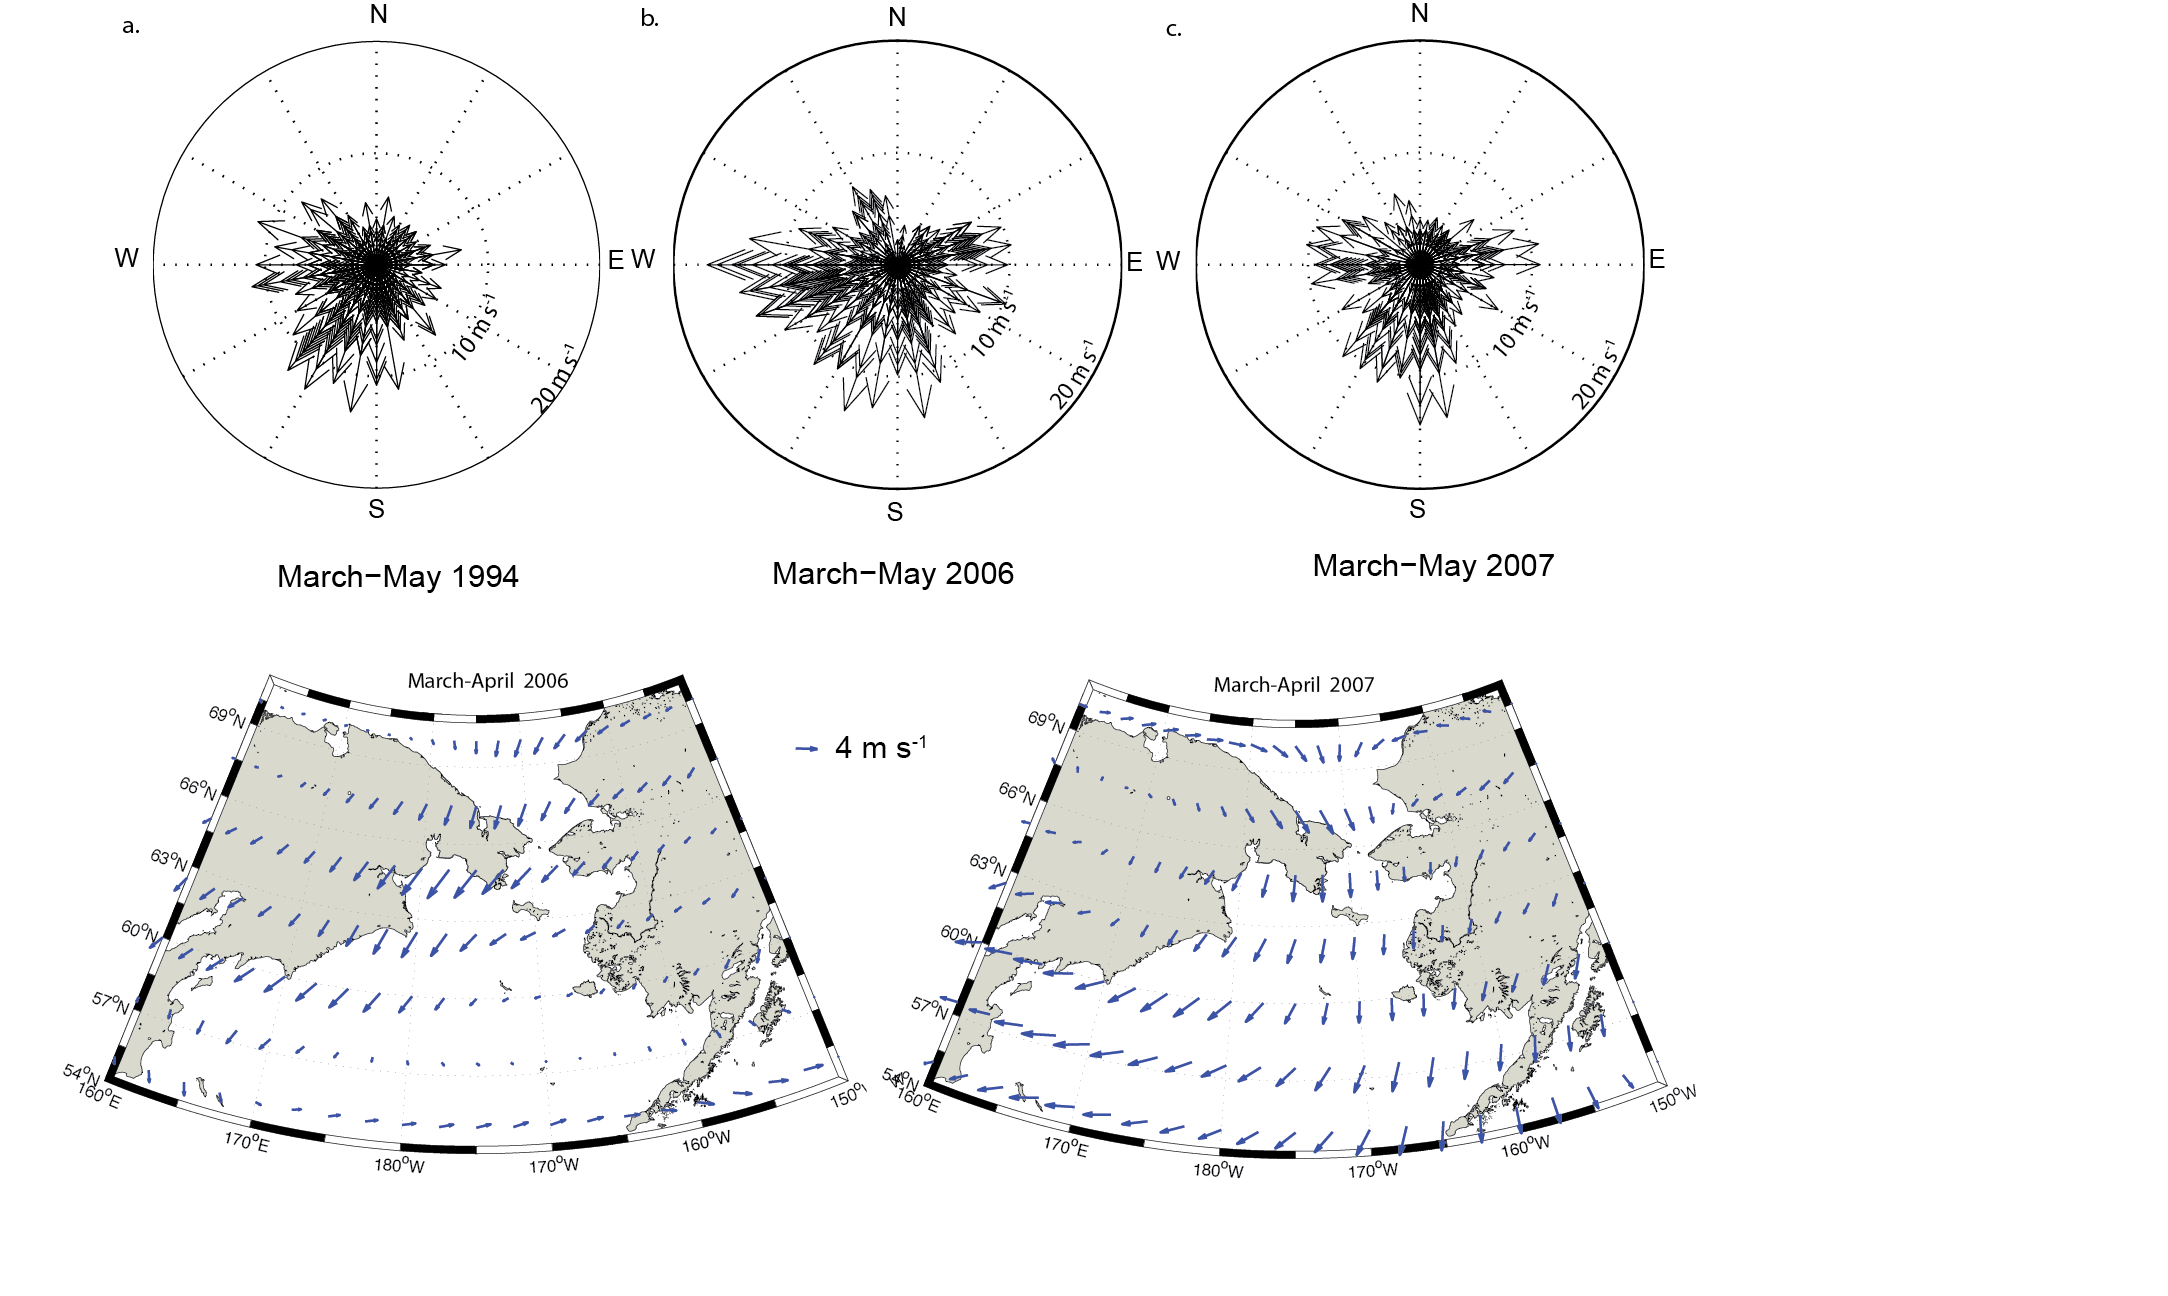 a.
N
W
E
S
10 m s-1
20 m s-1
b.
N
W
E
S
10 m s-1
20 m s-1
c.
N
W
E
S
10 m s-1
20 m s-1
March–May 1994
March–May 2006
March–May 2007
March-April 2006
69°N
66°N
63°N
60°N
57°N
54°N
160°E
170°E
180°W
170°W
160°W
150°
4 m s-1
March-April 2007
69°N
66°N
63°N
60°N
57°N
54°N
160°E
170°E
180°W
170°W
160°W
150°W